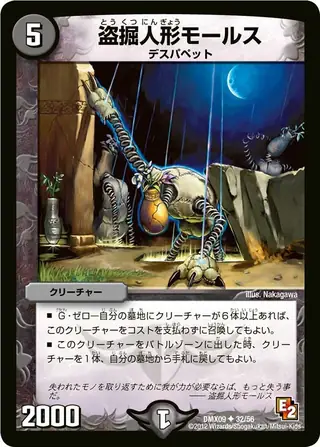 5
とうくつにんぎょう
盗掘人形モールス
デスパペット
Illus. Nakagawa
クリーチャー
■ G・ゼロー自分の墓地にクリーチャーが6体以上あれば、
このクリーチャーをコストを支払わずに召喚してもよい。
■ このクリーチャーをバトルゾーンに出した時、クリーチ
ャーを1体、自分の墓地から手札に戻してもよい。
失われたモノを取り返すために我が力が必要なら、もっと失う事
だ。 ――――盗掘人形モールス
2000
DMX09 ◆ 32/56
©2012 Wizards/Shogakukan/Mitsui-Kids
E2